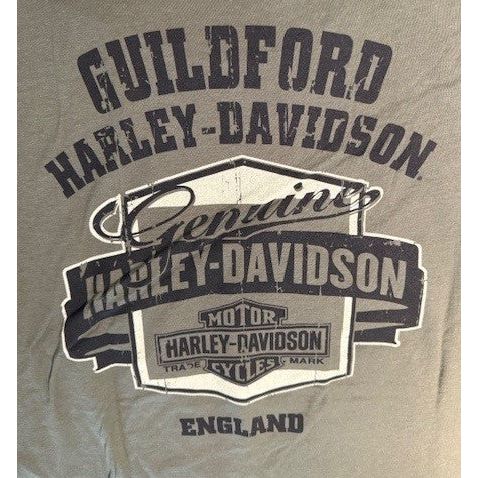 GUILDFORD
HARLEY-DAVIDSON
Genuine
HARLEY-DAVIDSON
MOTOR
HARLEY-DAVIDSON
TRADE MARK
CYCLES
ENGLAND